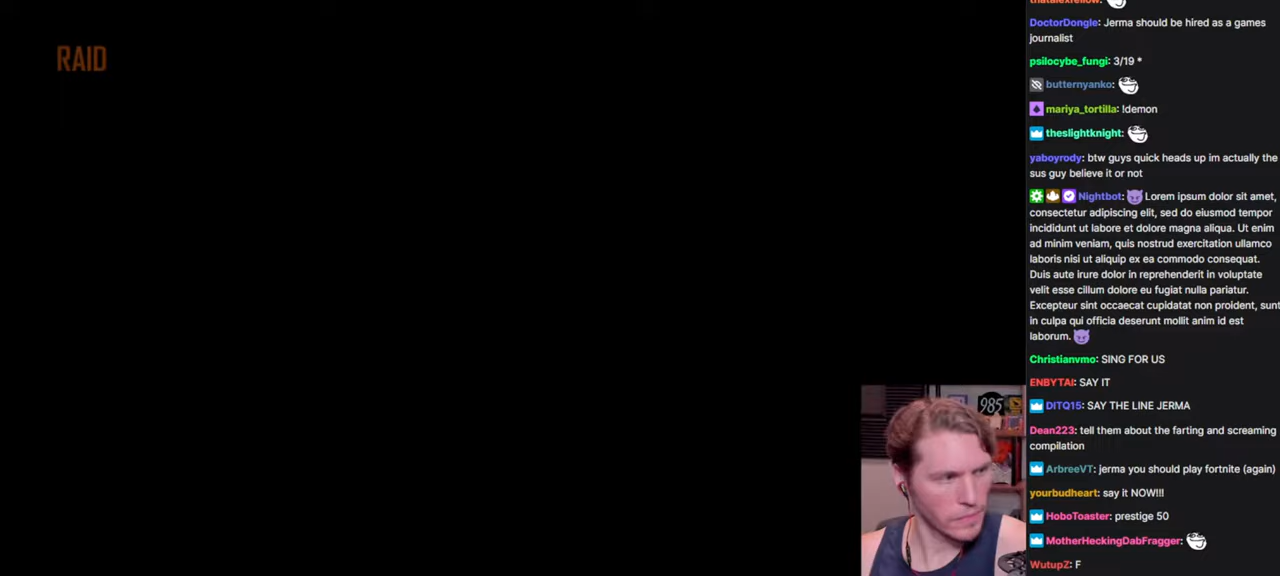 RAID
thatalexfellow:
DoctorDongle: Jerma should be hired as a games
journalist
psilocybe_fungi: 3/19 *
butternyanko:
mariya_tortilla: !demon
theslightknight:
yaboyrody: btw guys quick heads up im actually the
sus guy believe it or not
Nightbot: Lorem ipsum dolor sit amet,
consectetur adipiscing elit, sed do eiusmod tempor
incididunt ut labore et dolore magna aliqua. Ut enim
ad minim veniam, quis nostrud exercitation ullamco
laboris nisi ut aliquip ex ea commodo consequat.
Duis aute irure dolor in reprehenderit in voluptate
velit esse cillum dolore eu fugiat nulla pariatur.
Excepteur sint occaecat cupidatat non proident, sunt
in culpa qui officia deserunt mollit anim id est
laborum.
Christianvmo: SING FOR US
ENBYTAI: SAY IT
DITQ15: SAY THE LINE JERMA
Dean223: tell them about the farting and screaming
compilation
ArbreeVT: jerma you should play fortnite (again)
yourbudheart: say it NOW!!!
HoboToaster: prestige 50
MotherHeckingDabFragger:
WutupZ: F
985